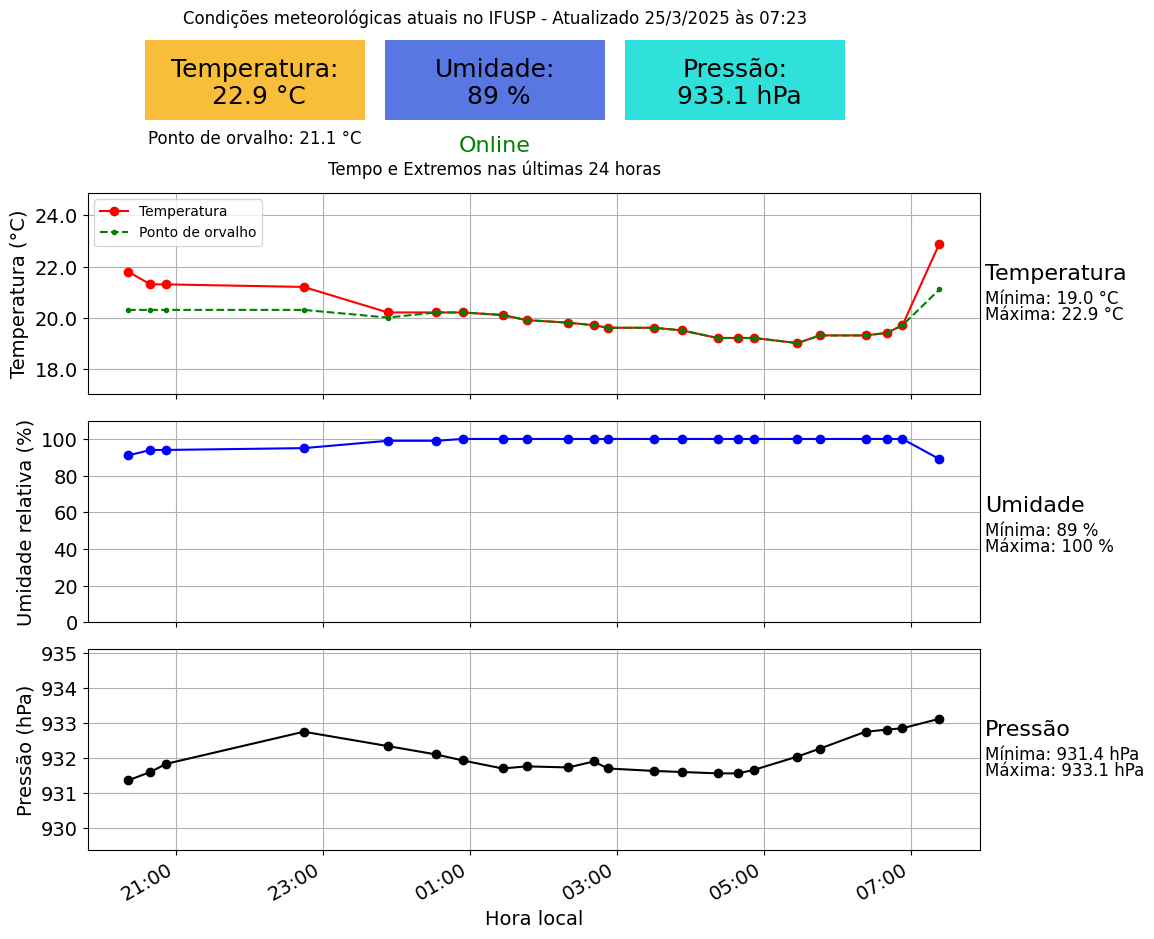 Condições meteorológicas atuais no IFUSP - Atualizado 25/3/2025 às 07:23
Temperatura:
22.9 °C
Umidade:
89 %
Pressão:
933.1 hPa
Ponto de orvalho: 21.1 °C
Online
Tempo e Extremos nas últimas 24 horas
Temperatura (°C)
24.0
22.0
20.0
18.0
Temperatura
Ponto de orvalho
Temperatura
Mínima: 19.0 °C
Máxima: 22.9 °C
Umidade relativa (%)
100
80
60
40
20
0
Umidade
Mínima: 89 %
Máxima: 100 %
Pressão (hPa)
935
934
933
932
931
930
Pressão
Mínima: 931.4 hPa
Máxima: 933.1 hPa
21:00
23:00
01:00
03:00
05:00
07:00
Hora local